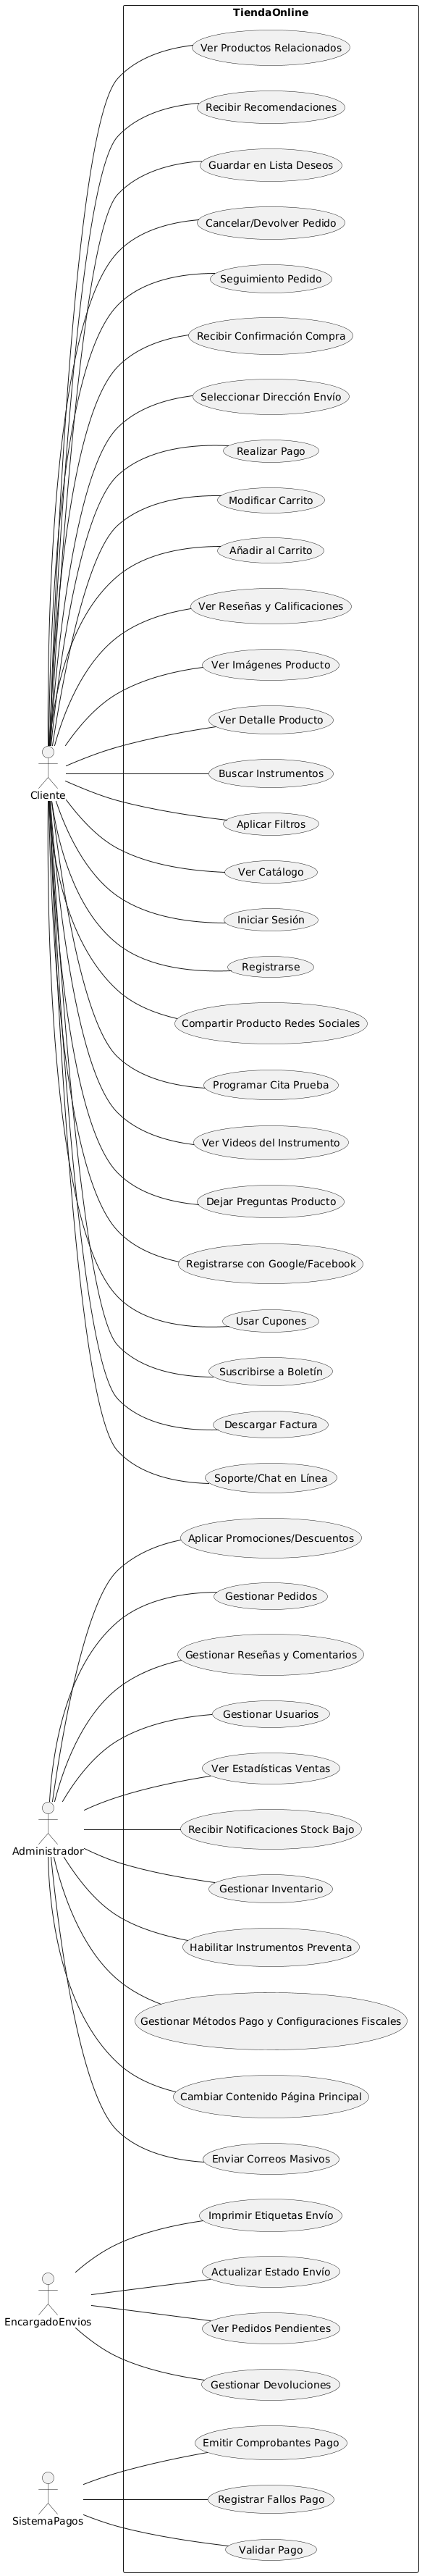 TiendaOnline
Ver Productos Relacionados
Recibir Recomendaciones
Guardar en Lista Deseos
Cancelar/Devolver Pedido
Seguimiento Pedido
Recibir Confirmación Compra
Seleccionar Dirección Envío
Realizar Pago
Modificar Carrito
Añadir al Carrito
Ver Reseñas y Calificaciones
Ver Imágenes Producto
Ver Detalle Producto
Buscar Instrumentos
Cliente
Aplicar Filtros
Ver Catálogo
Iniciar Sesión
Registrarse
Compartir Producto Redes Sociales
Programar Cita Prueba
Ver Videos del Instrumento
Dejar Preguntas Producto
Registrarse con Google/Facebook
Usar Cupones
Suscribirse a Boletín
Descargar Factura
Soporte/Chat en Línea
Aplicar Promociones/Descuentos
Gestionar Pedidos
Gestionar Reseñas y Comentarios
Gestionar Usuarios
Ver Estadísticas Ventas
Recibir Notificaciones Stock Bajo
Administrador
Gestionar Inventario
Habilitar Instrumentos Preventa
Gestionar Métodos Pago y Configuraciones Fiscales
Cambiar Contenido Página Principal
Enviar Correos Masivos
Imprimir Etiquetas Envío
Actualizar Estado Envío
EncargadoEnvios
Ver Pedidos Pendientes
Gestionar Devoluciones
Emitir Comprobantes Pago
Registrar Fallos Pago
SistemaPagos
Validar Pago